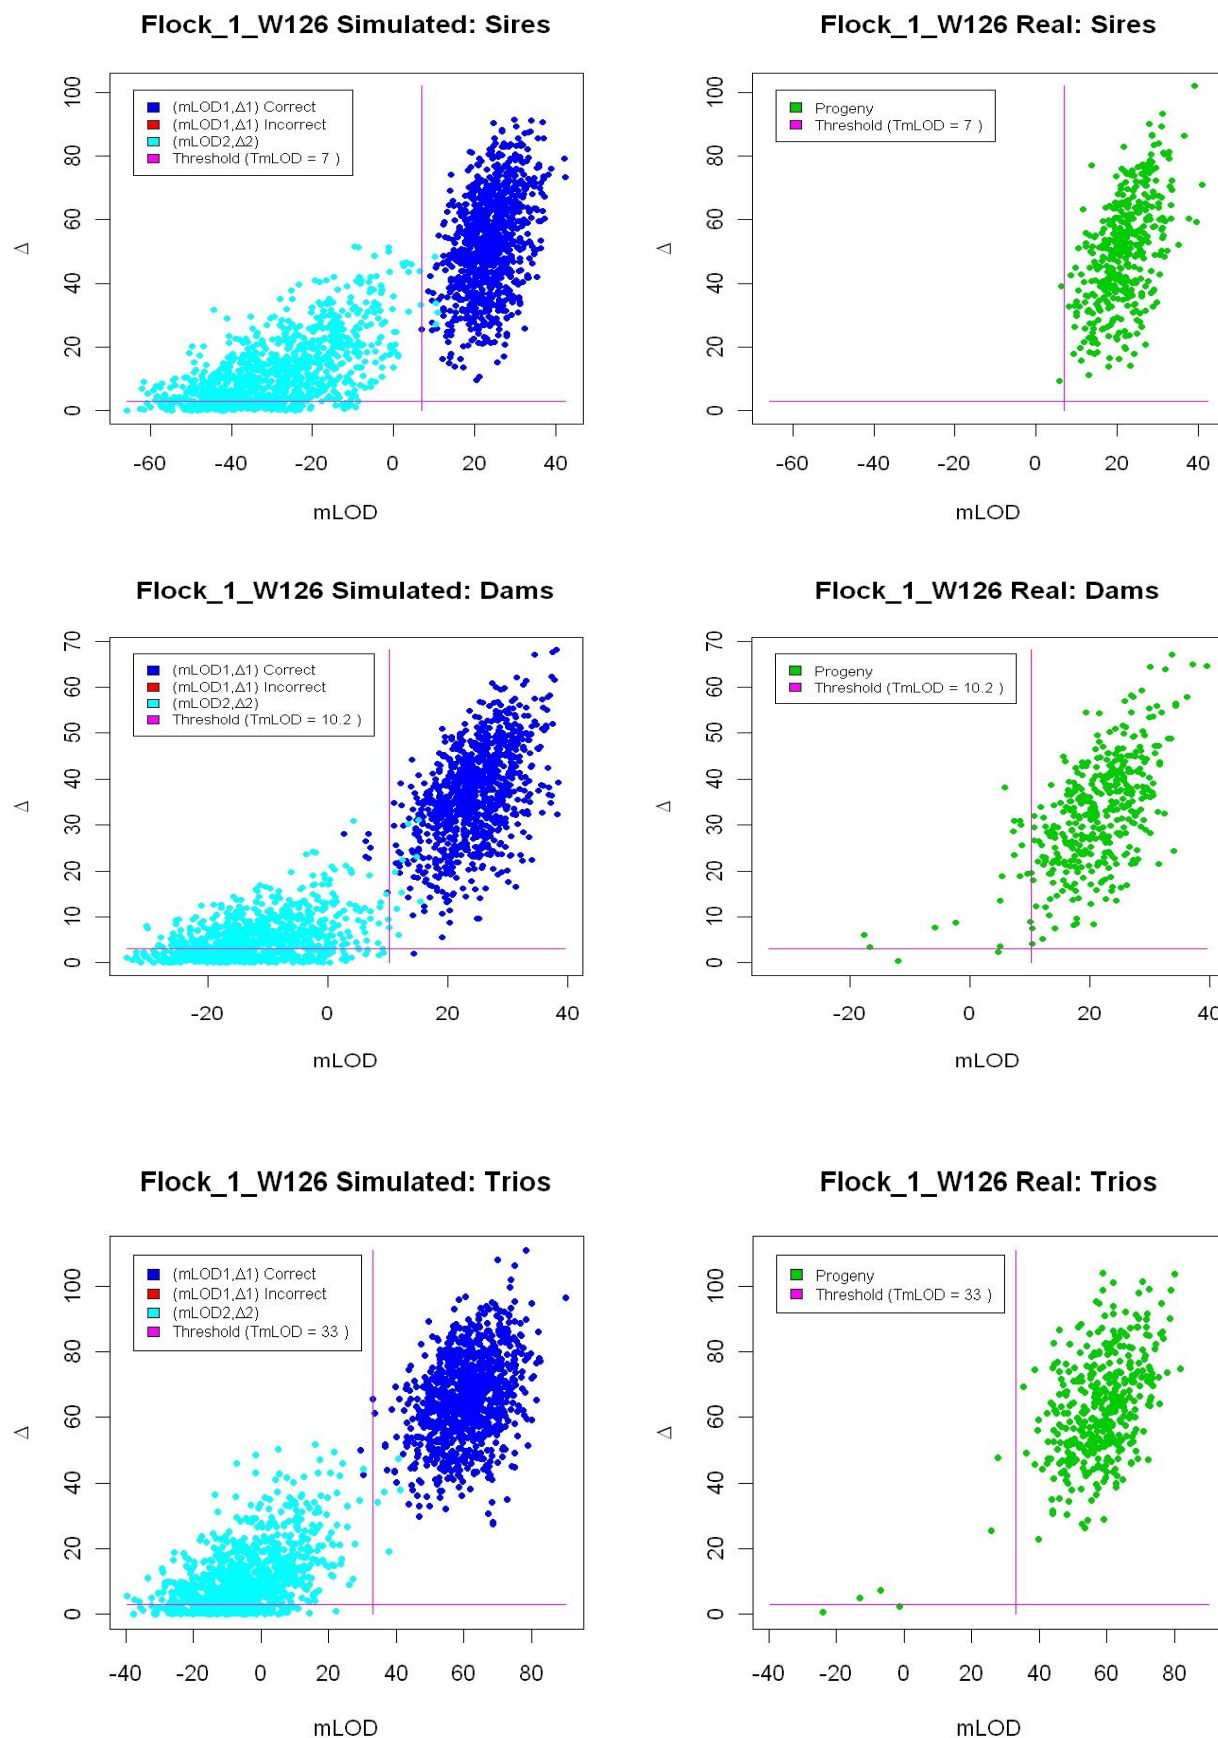 Flock_1_W126 Simulated: Sires
(mLOD1,Δ1) Correct
(mLOD1,Δ1) Incorrect
(mLOD2,Δ2)
Threshold (TmLOD = 7 )
100
80
60
40
20
0
Δ
-60 -40 -20 0 20 40
mLOD
Flock_1_W126 Real: Sires
Progeny
Threshold (TmLOD = 7 )
100
80
60
40
20
0
Δ
-60 -40 -20 0 20 40
mLOD
Flock_1_W126 Simulated: Dams
(mLOD1,Δ1) Correct
(mLOD1,Δ1) Incorrect
(mLOD2,Δ2)
Threshold (TmLOD = 10.2 )
70
60
50
40
30
20
10
0
Δ
-20 0 20 40
mLOD
Flock_1_W126 Real: Dams
Progeny
Threshold (TmLOD = 10.2 )
70
60
50
40
30
20
10
0
Δ
-20 0 20 40
mLOD
Flock_1_W126 Simulated: Trios
(mLOD1,Δ1) Correct
(mLOD1,Δ1) Incorrect
(mLOD2,Δ2)
Threshold (TmLOD = 33 )
100
80
60
40
20
0
Δ
-40 -20 0 20 40 60 80
mLOD
Flock_1_W126 Real: Trios
Progeny
Threshold (TmLOD = 33 )
100
80
60
40
20
0
Δ
-40 -20 0 20 40 60 80
mLOD